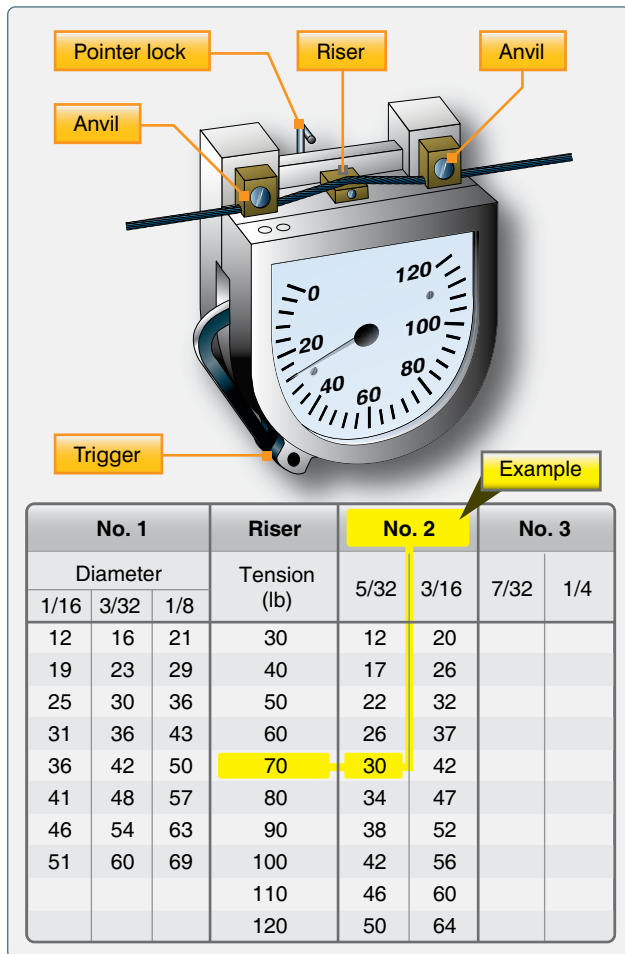 Pointer lock Riser Anvil
Anvil
0 120
20 100
40 60 80
Trigger
Example
No. 1 Riser No. 2 No. 3
Diameter Tension (lb) 5/32 3/16 7/32 1/4
1/16 3/32 1/8
12 16 21 30 12 20
19 23 29 40 17 26
25 30 36 50 22 32
31 36 43 60 26 37
36 42 50 70 30 42
41 48 57 80 34 47
46 54 63 90 38 52
51 60 69 100 42 56
110 46 60
120 50 64